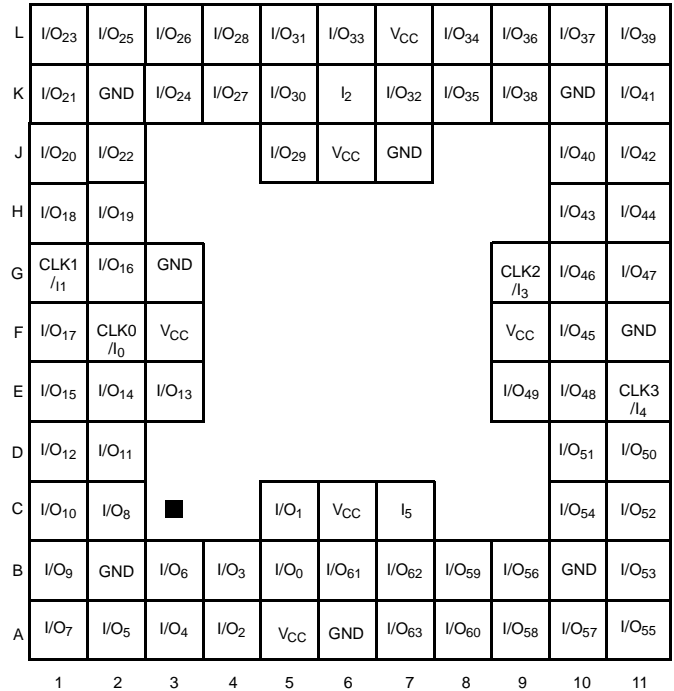 L I/O23 I/O25 I/O26 I/O28 I/O31 I/O33 VCC I/O34 I/O36 I/O37 I/O39
K I/O21 GND I/O24 I/O27 I/O30 I2 I/O32 I/O35 I/O38 GND I/O41
J I/O20 I/O22 I/O29 VCC GND I/O40 I/O42
H I/O18 I/O19 I/O43 I/O44
G CLK1 /I1 I/O16 GND CLK2 /I3 I/O46 I/O47
F I/O17 CLK0 /I0 VCC VCC I/O45 GND
E I/O15 I/O14 I/O13 I/O49 I/O48 CLK3 /I4
D I/O12 I/O11 I/O51 I/O50
C I/O10 I/O8 I/O1 VCC I5 I/O54 I/O52
B I/O9 GND I/O6 I/O3 I/O0 I/O61 I/O62 I/O59 I/O56 GND I/O53
A I/O7 I/O5 I/O4 I/O2 VCC GND I/O63 I/O60 I/O58 I/O57 I/O55
1 2 3 4 5 6 7 8 9 10 11